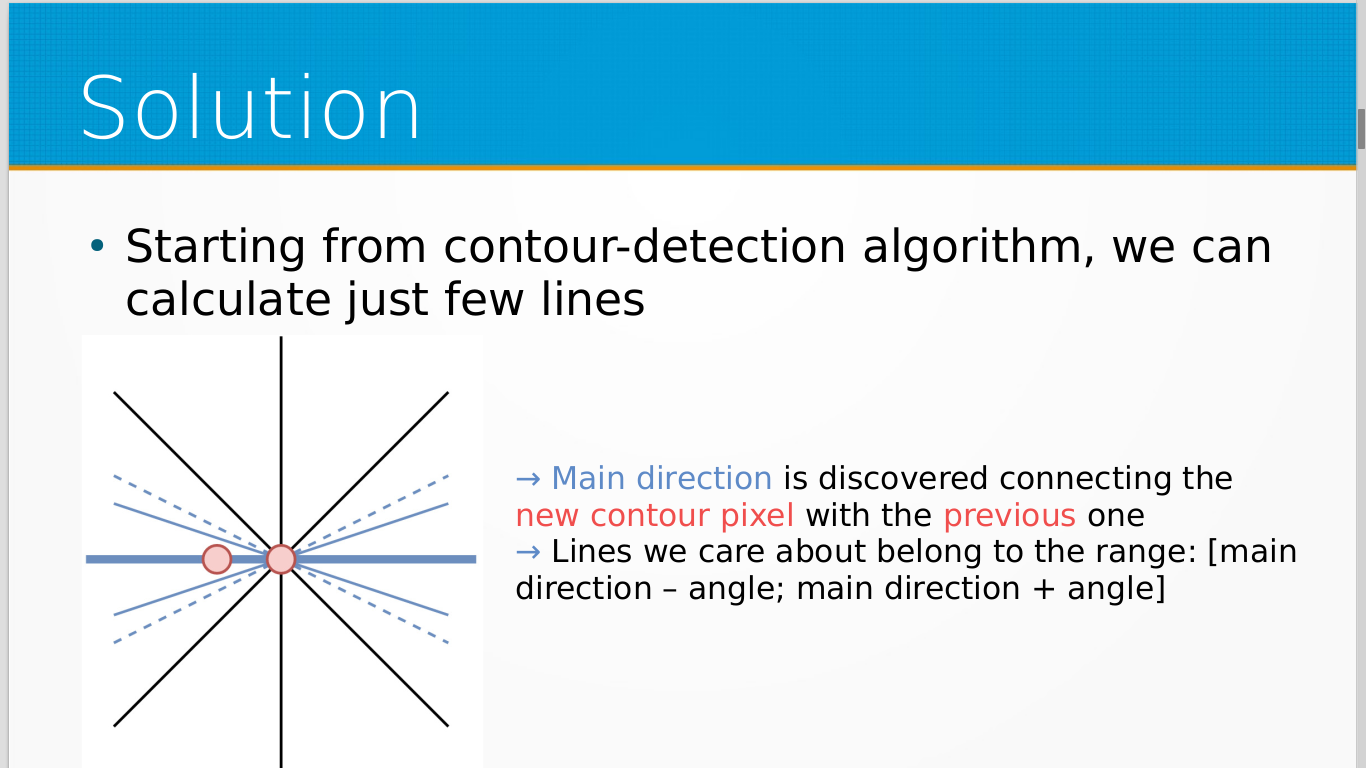 Solution
• Starting from contour-detection algorithm, we can
calculate just few lines
→ Main direction is discovered connecting the
new contour pixel with the previous one
→ Lines we care about belong to the range: [main
direction – angle; main direction + angle]